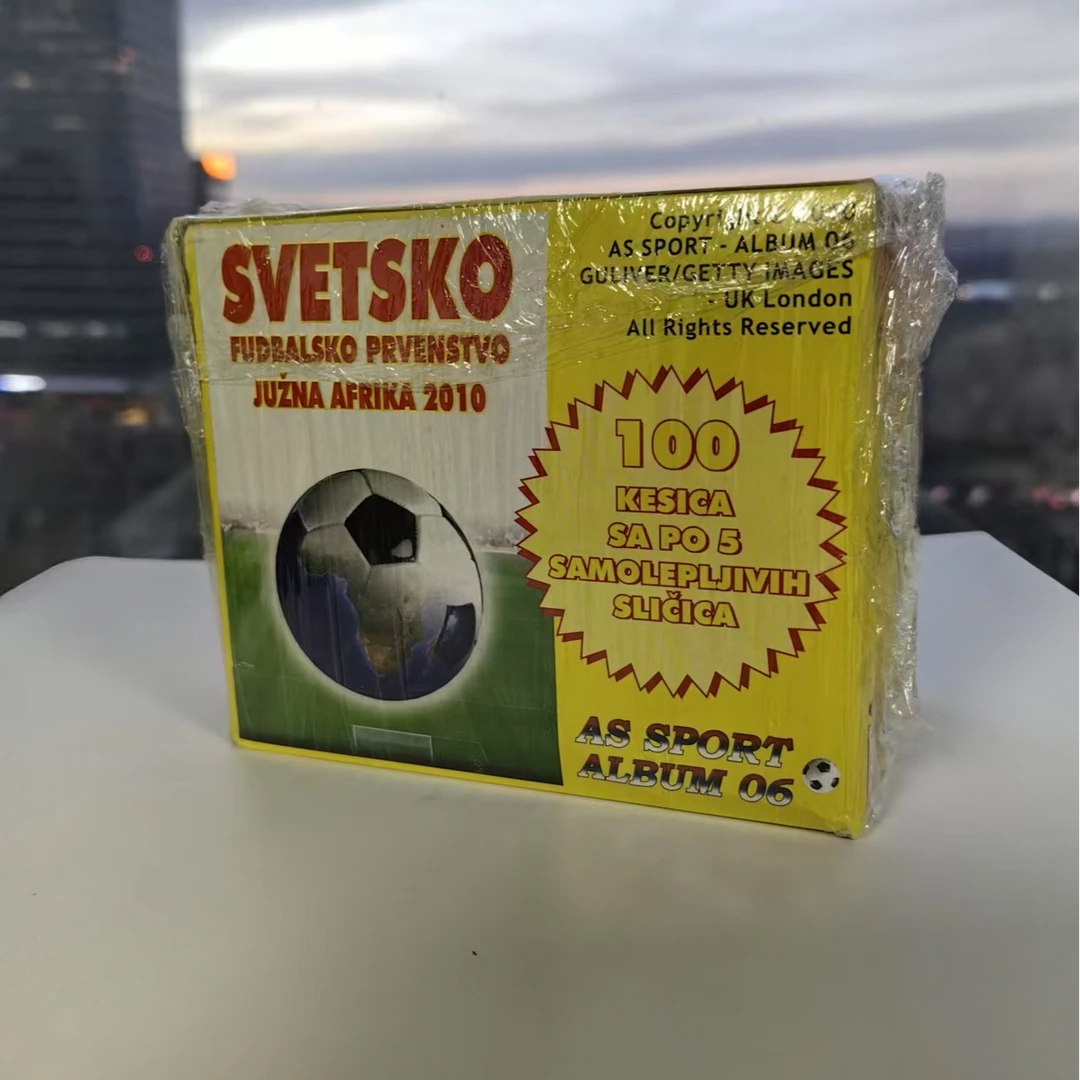 SVETSKO
FUDBALSKO PRVENSTVO
JUŽNA AFRIKA 2010
Copyright ©
AS SPORT - ALBUM 06
GULIVER/GETTY IMAGES
- UK London
All Rights Reserved
100
KESICA
SA PO 5
SAMOLEPLJIVIH
SLIČICA
AS SPORT
ALBUM 06